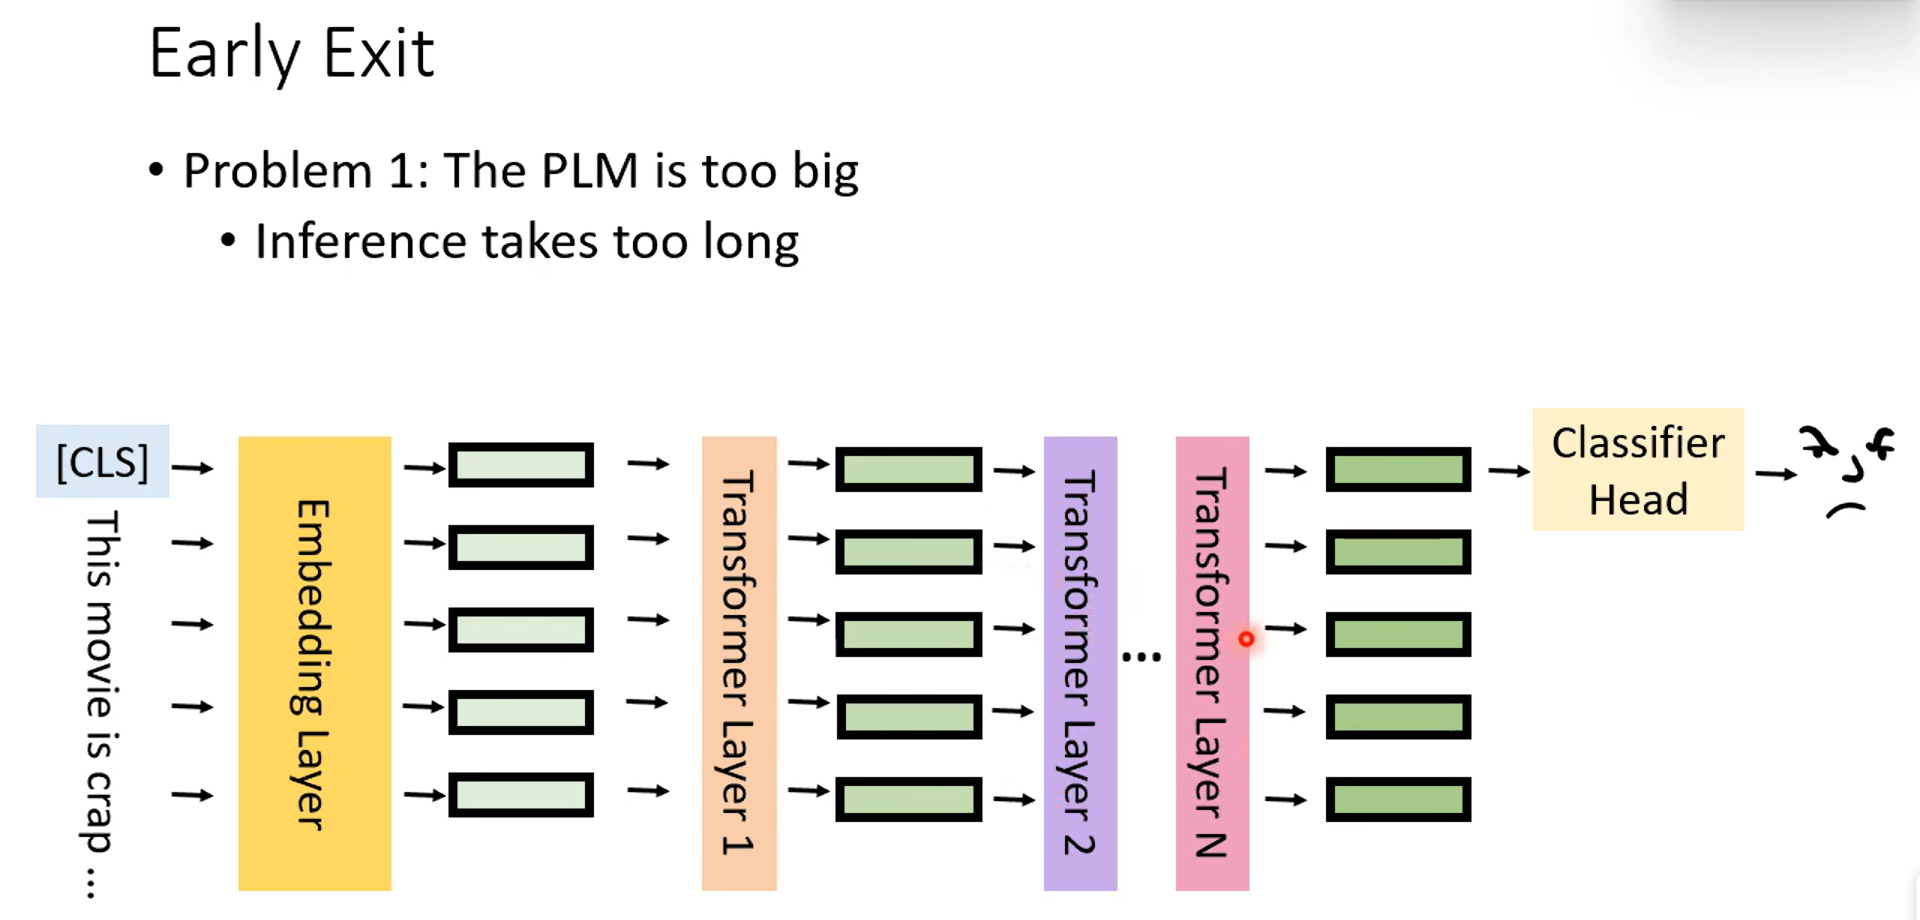 Early Exit
• Problem 1: The PLM is too big
• Inference takes too long
[CLS]
This movie is crap ...
Embedding Layer
Transformer Layer 1
Transformer Layer 2
...
Transformer Layer N
Classifier
Head